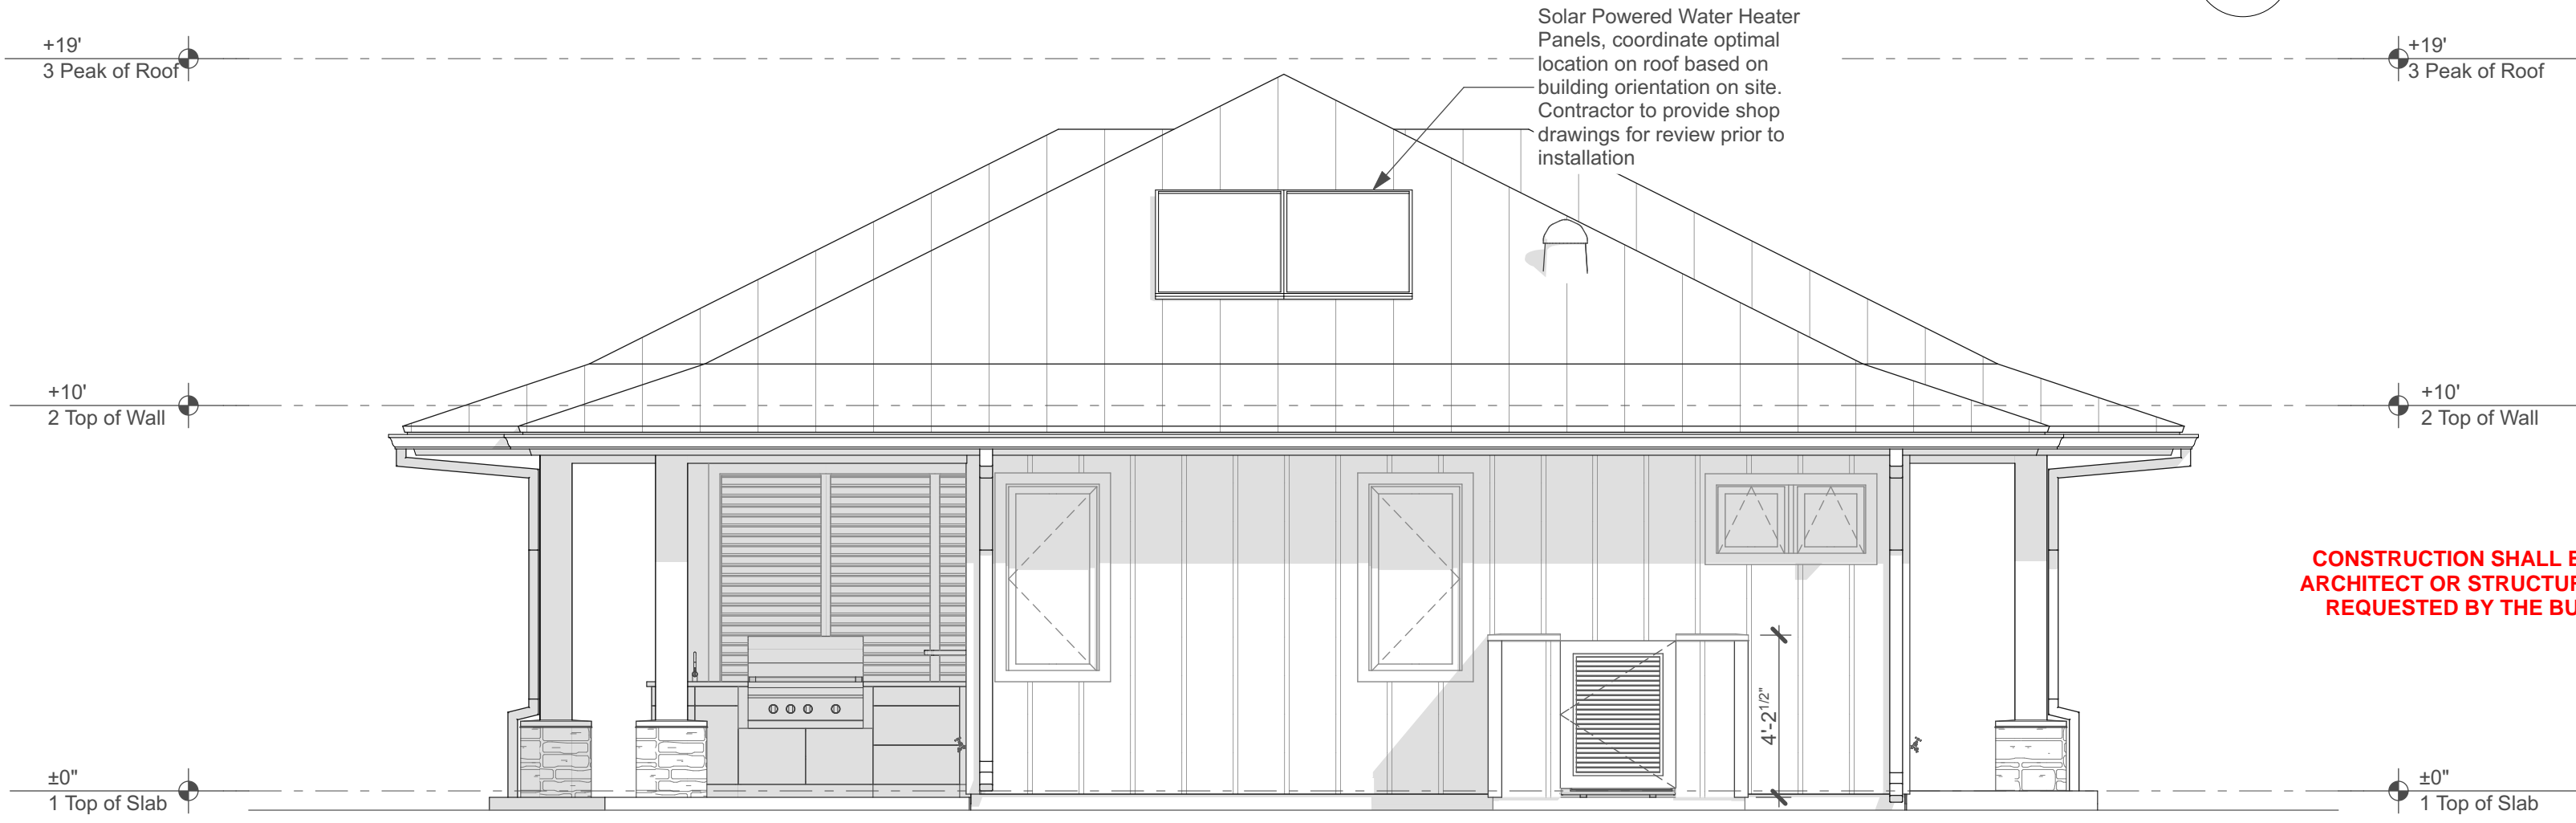 Solar Powered Water Heater
Panels, coordinate optimal
location on roof based on
building orientation on site.
Contractor to provide shop
drawings for review prior to
installation
+19'
3 Peak of Roof
+19'
3 Peak of Roof
+10'
2 Top of Wall
+10'
2 Top of Wall
CONSTRUCTION SHALL
ARCHITECT OR
REQUESTED BY THE
4'-2 1/2"
±0"
1 Top of Slab
±0"
1 Top of Slab